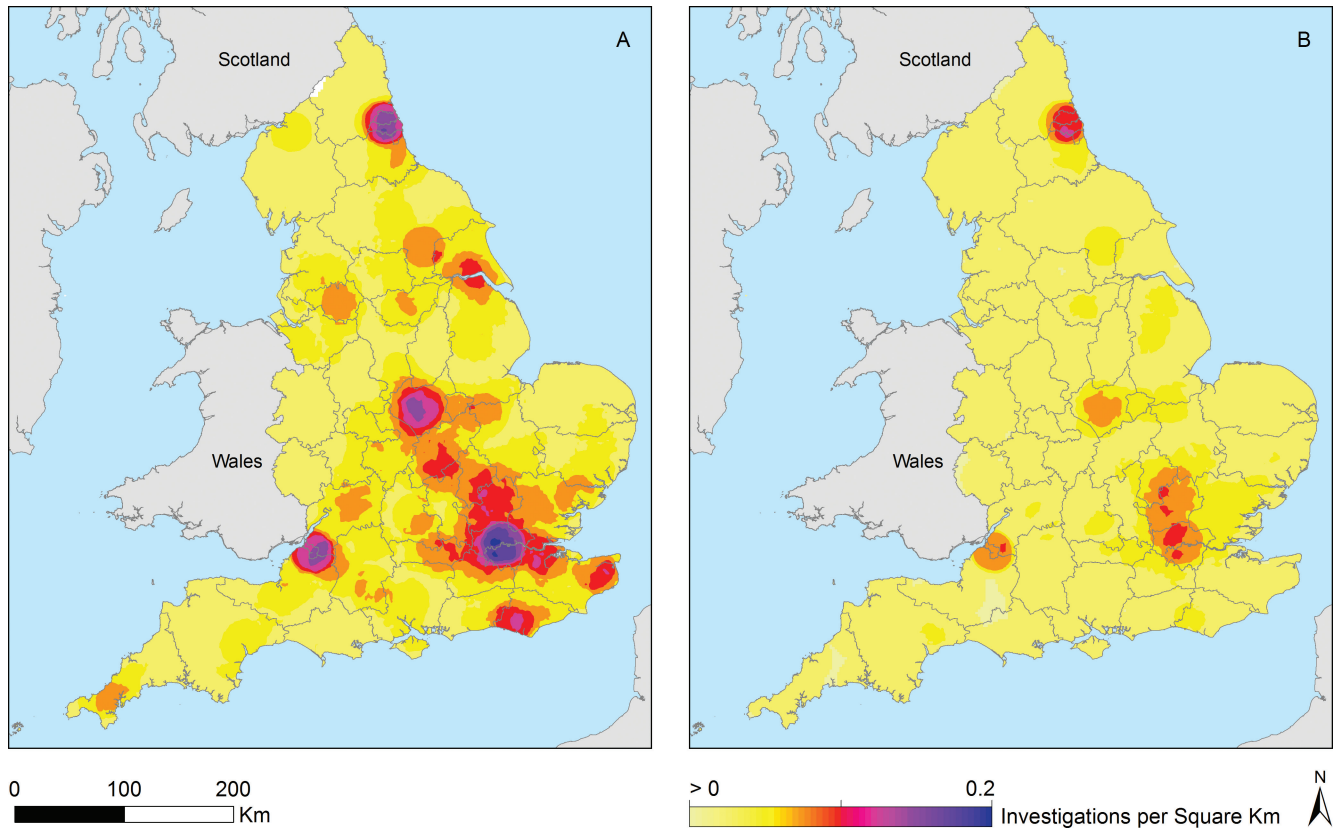 A
Scotland
Wales
B
Scotland
Wales
0 100 200
Km
> 0 0.2
Investigations per Square Km
N